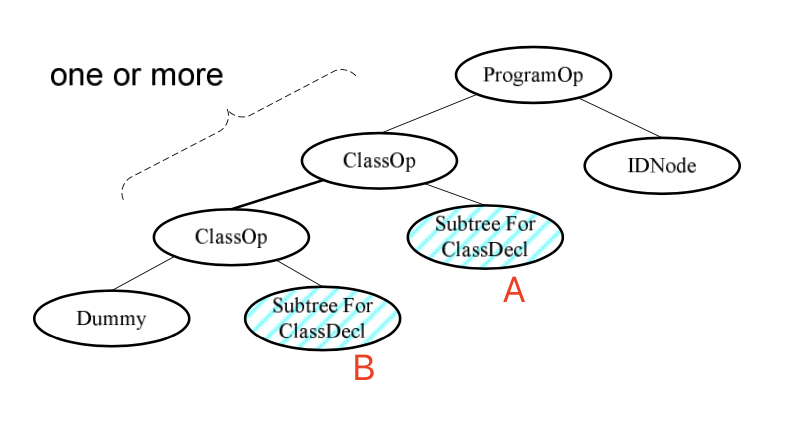 one or more
ProgramOp
ClassOp
IDNode
ClassOp
Subtree For
ClassDecl
A
Dummy
Subtree For
ClassDecl
B